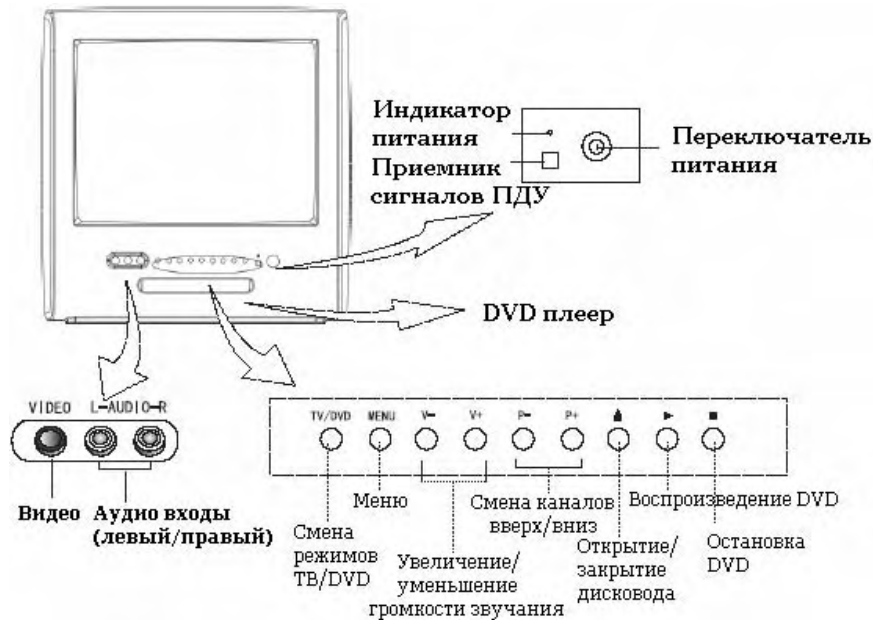 Индикатор
питания
Приемник
сигналов ПДУ
Переключатель
питания
DVD плеер
VIDEO L-AUDIO-R
Видео
Аудио входы
(левый/правый)
TV/DVD MENU V- V+ P- P+
Смена
режимов
ТВ/DVD
Меню
Увеличение/
уменьшение
громкости звучания
Смена каналов
вверх/вниз
Открытие/
закрытие
дисковода
Воспроизведение DVD
Остановка
DVD